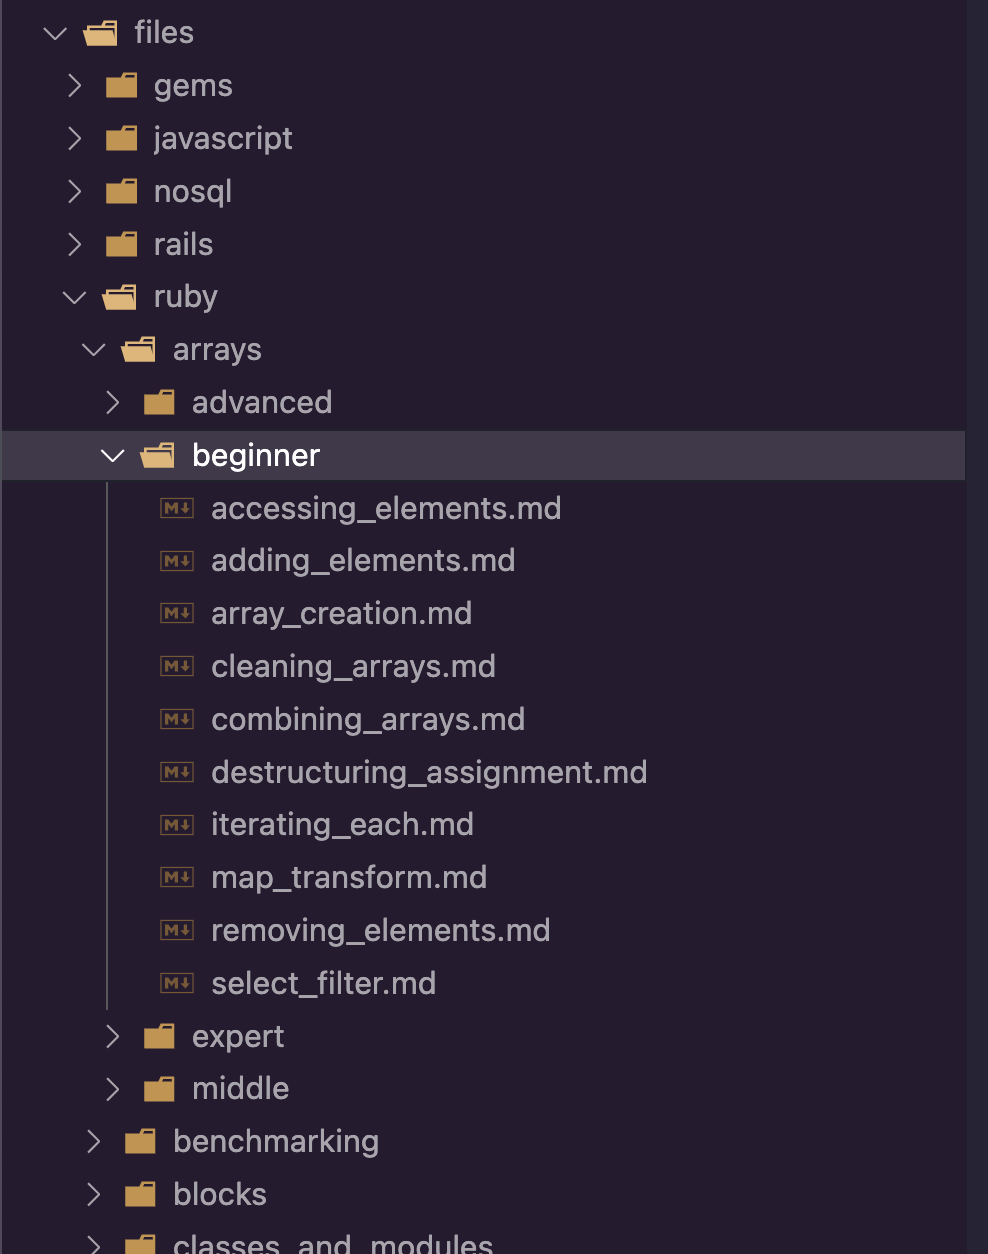 files
gems
javascript
nosql
rails
ruby
arrays
advanced
beginner
accessing_elements.md
adding_elements.md
array_creation.md
cleaning_arrays.md
combining_arrays.md
destructuring_assignment.md
iterating_each.md
map_transform.md
removing_elements.md
select_filter.md
expert
middle
benchmarking
blocks
classes_and_modules